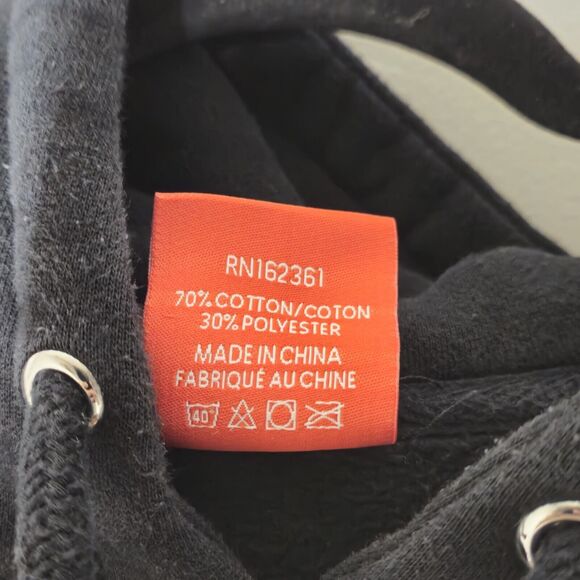 RN162361
70% COTTON/COTON
30% POLYESTER
MADE IN CHINA
FABRIQUÉ AU CHINE
40°